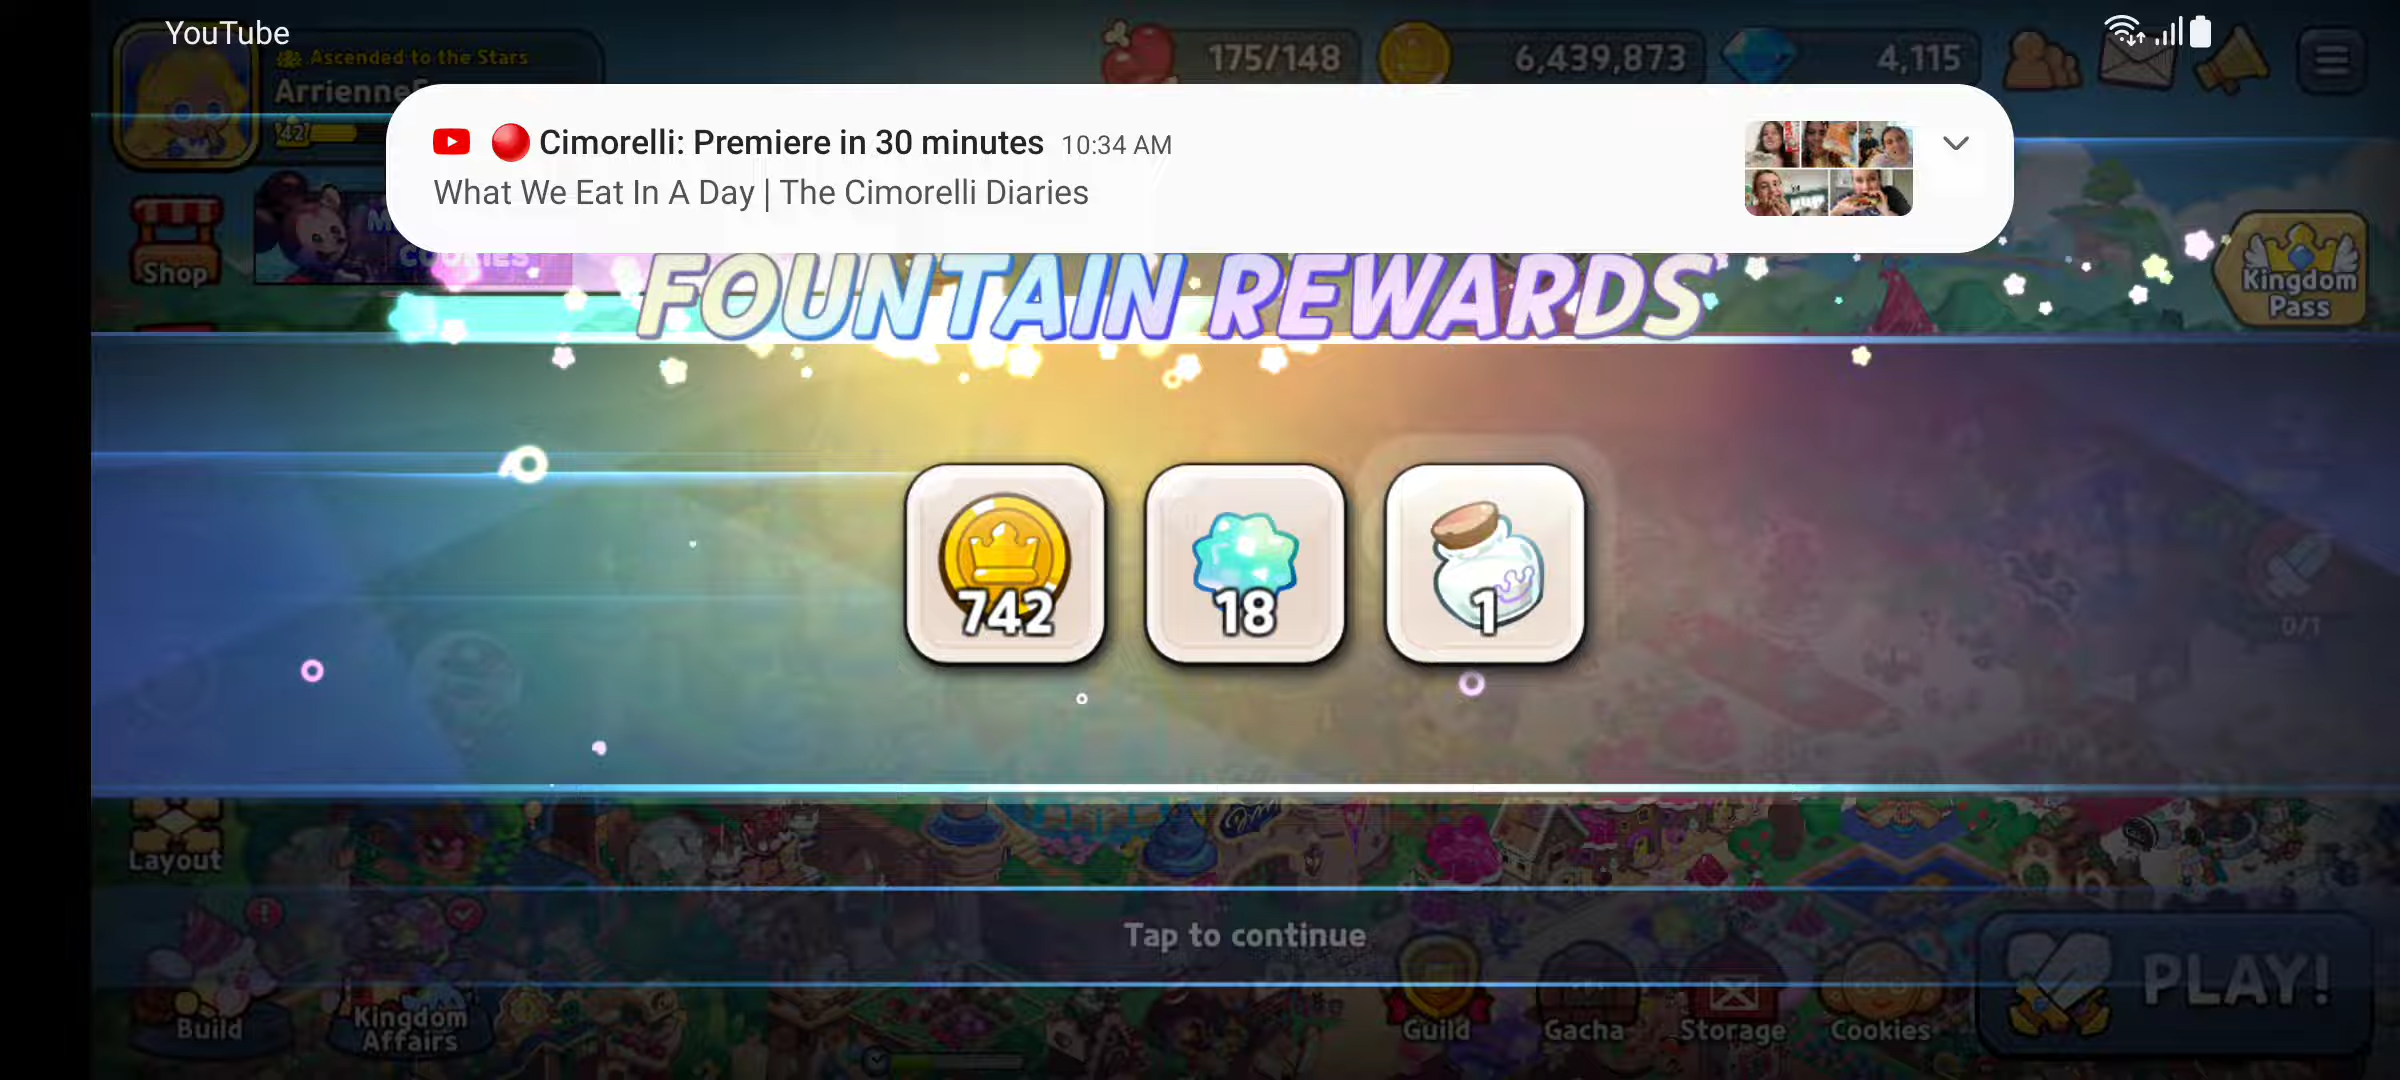 YouTube
Ascended to the Stars
175/148
6,439,873
4,115
42
Cimorelli: Premiere in 30 minutes 10:34 AM
What We Eat In A Day | The Cimorelli Diaries
Shop
FOUNTAIN REWARDS
Kingdom
Pass
742
18
1
0/1
Layout
Tap to continue
Build
Kingdom
Affairs
Guild
Gacha
Storage
Cookies
PLAY!